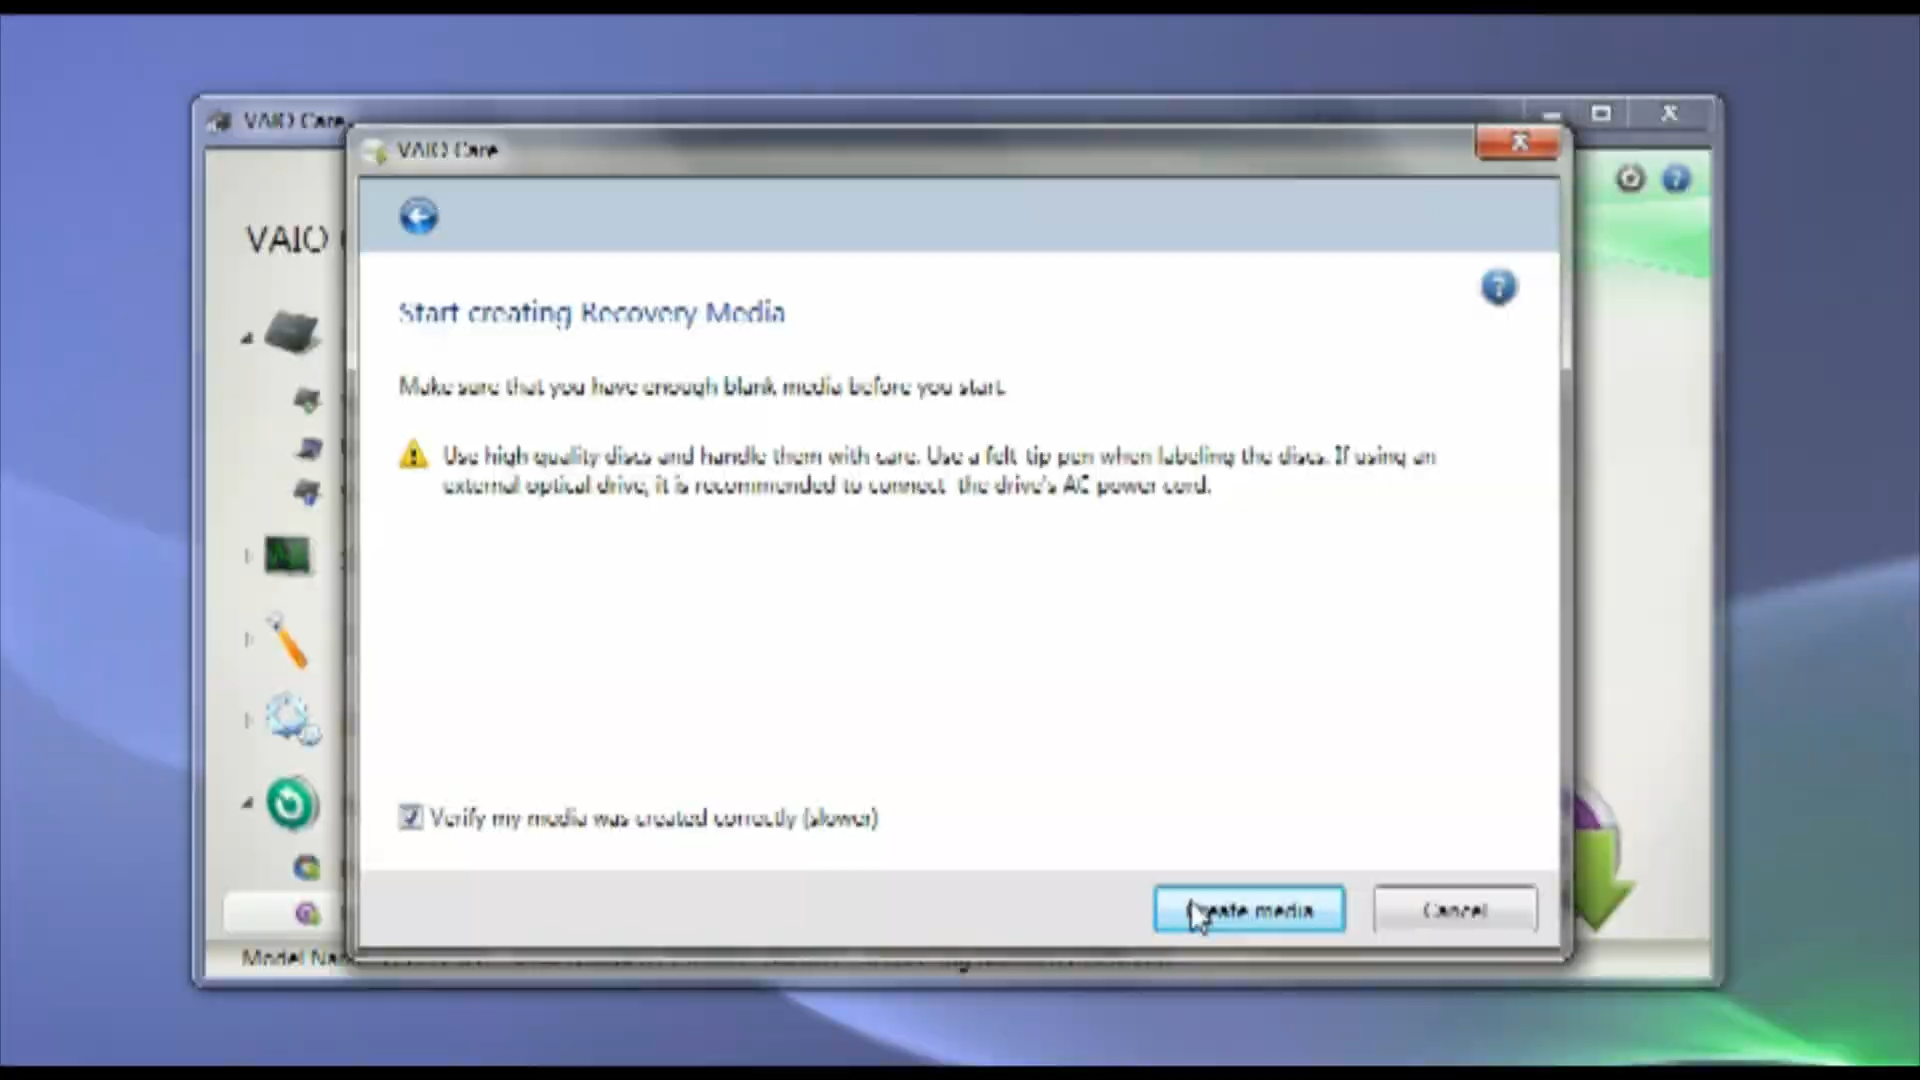 VAIO Care
VAIO Care
VAIO
Start creating Recovery Media
Make sure that you have enough blank media before you start.
Use high quality discs and handle them with care. Use a felt tip pen when labeling the discs. If using an
external optical drive, it is recommended to connect the drive's AC power cord.
Verify my media was created correctly (slower)
Create media
Cancel
Model